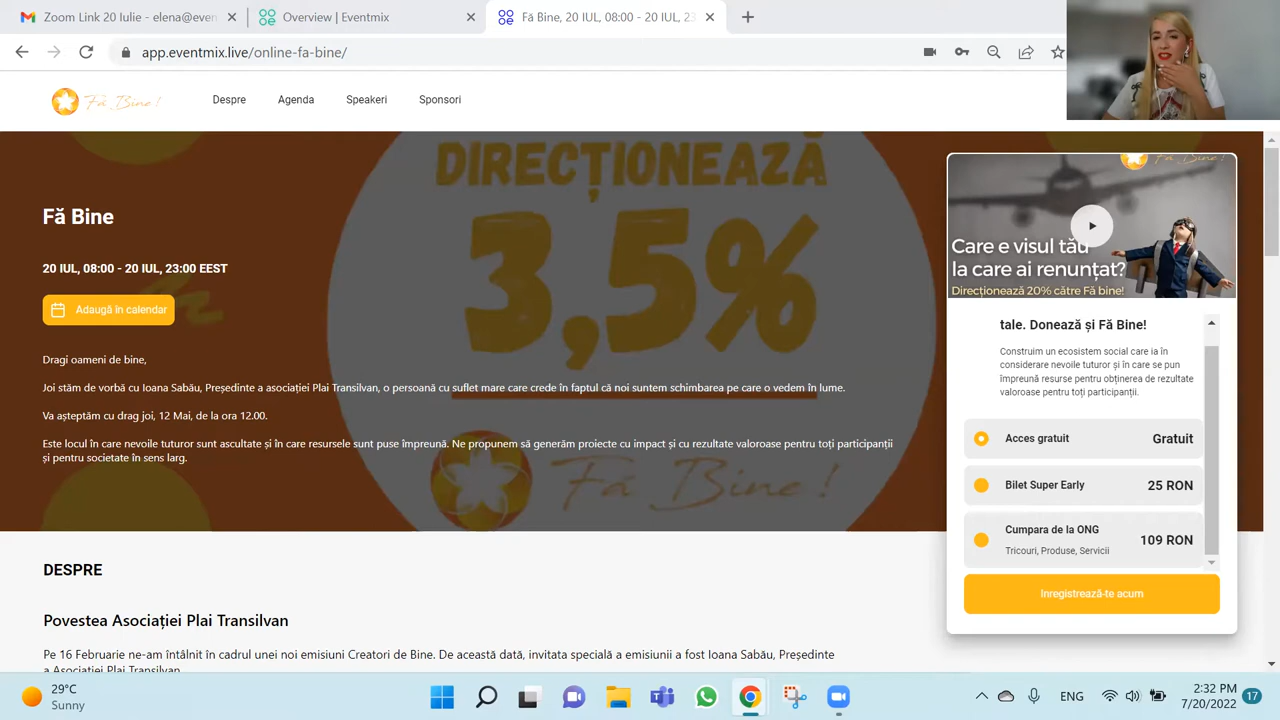 Zoom Link 20 Iulie - elena@even
Overview | Eventmix
Fă Bine, 20 IUL, 08:00 - 20 IUL, 23
app.eventmix.live/online-fa-bine/
Fă Bine!
Despre
Agenda
Speakeri
Sponsori
DIRECȚIONEAZĂ
3,5%
Fă Bine!
Fă Bine
20 IUL, 08:00 - 20 IUL, 23:00 EEST
Adaugă în calendar
Dragi oameni de bine,
Joi stăm de vorbă cu Ioana Sabău, Președinte a asociației Plai Transilvan, o persoană cu suflet mare care crede în faptul că noi suntem schimbarea pe care o vedem în lume.
Va așteptăm cu drag joi, 12 Mai, de la ora 12.00.
Este locul în care nevoile tuturor sunt ascultate și în care resursele sunt puse împreună. Ne propunem să generăm proiecte cu impact și cu rezultate valoroase pentru toți participanții
și pentru societate în sens larg.
Fă Bine!
Care e visul tău
la care ai renunțat?
Direcționează 20% către Fă bine!
tale. Donează și Fă Bine!
Construim un ecosistem social care ia în
considerare nevoile tuturor și în care se pun
împreună resurse pentru obținerea de rezultate
valoroase pentru toți participanții.
Acces gratuit
Gratuit
Bilet Super Early
25 RON
Cumpara de la ONG
Tricouri, Produse, Servicii
109 RON
Inregistrează-te acum
DESPRE
Povestea Asociației Plai Transilvan
Pe 16 Februarie ne-am întâlnit în cadrul unei noi emisiuni Creatori de Bine. De această dată, invitata specială a emisiunii a fost Ioana Sabău, Președinte
a Asociației Plai Transilvan.
29°C
Sunny
ENG
2:32 PM
7/20/2022
17